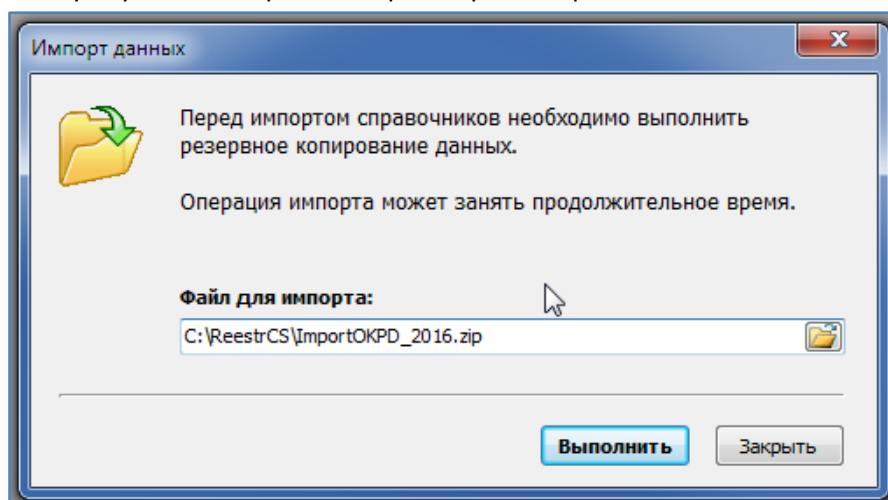 Импорт данных
x
Перед импортом справочников необходимо выполнить
резервное копирование данных.
Операция импорта может занять продолжительное время.
Файл для импорта:
C:\ReestrCS\ImportOKPD_2016.zip
Выполнить
Закрыть